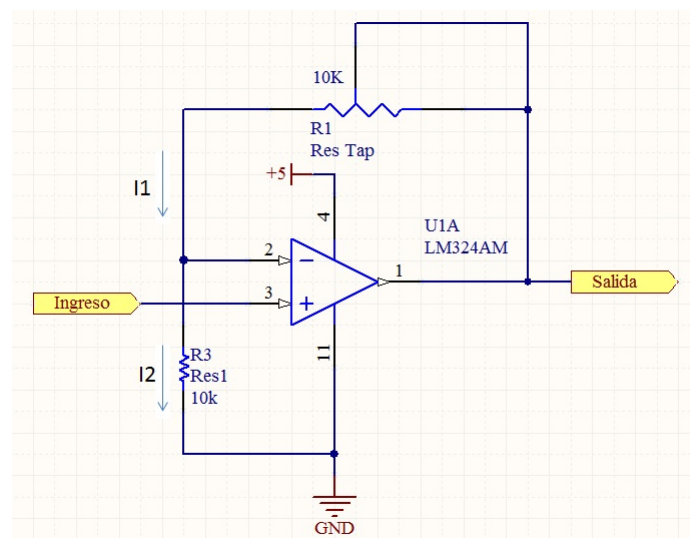 10K
R1
Res Tap
+5
I1
4
U1A
LM324AM
2
1
Salida
3
Ingreso
11
I2
R3
Res1
10k
GND